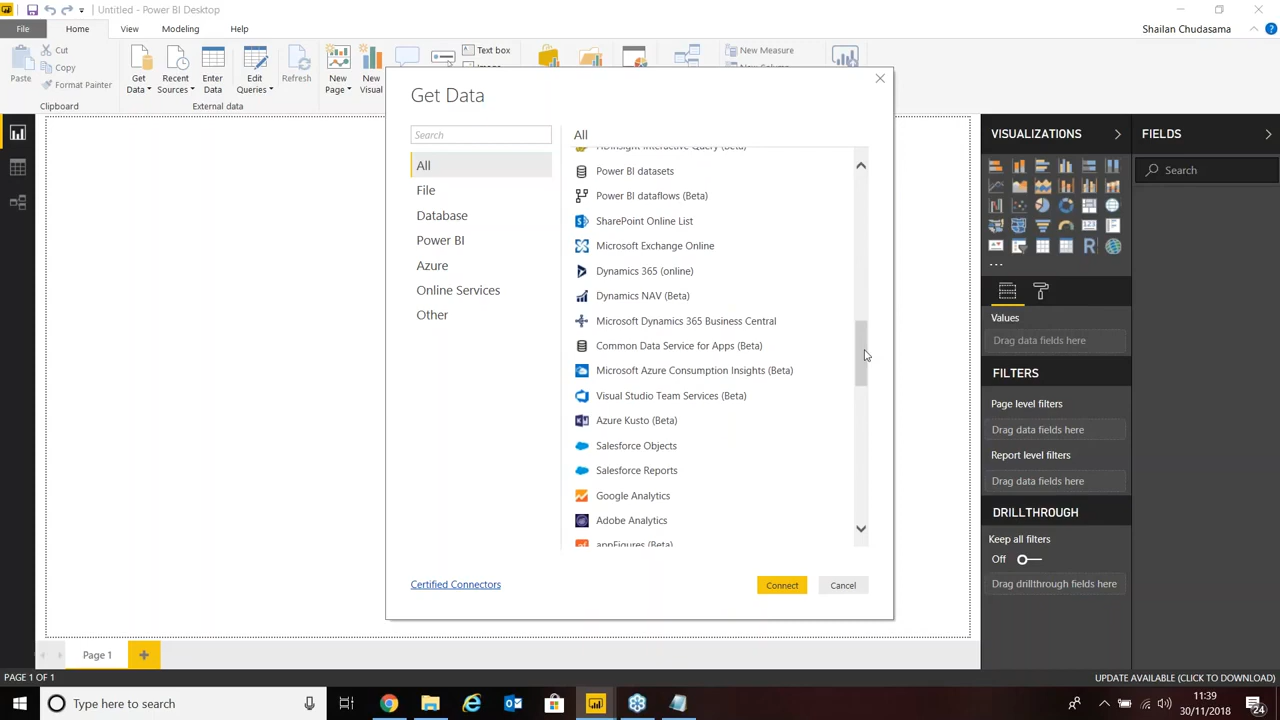 Untitled - Power BI Desktop
File
Home
View
Modeling
Help
Shailan Chudasama
Paste
Cut
Copy
Format Painter
Get Data
Recent Sources
Enter Data
Edit Queries
Refresh
New Page
New Visual
Text box
New Measure
Clipboard
External data
Get Data
Search
All
File
Database
Power BI
Azure
Online Services
Other
All
HDInsight Interactive Query (Beta)
Power BI datasets
Power BI dataflows (Beta)
SharePoint Online List
Microsoft Exchange Online
Dynamics 365 (online)
Dynamics NAV (Beta)
Microsoft Dynamics 365 Business Central
Common Data Service for Apps (Beta)
Microsoft Azure Consumption Insights (Beta)
Visual Studio Team Services (Beta)
Azure Kusto (Beta)
Salesforce Objects
Salesforce Reports
Google Analytics
Adobe Analytics
appFigures (Beta)
Certified Connectors
Connect
Cancel
VISUALIZATIONS
R
Values
Drag data fields here
FILTERS
Page level filters
Drag data fields here
Report level filters
Drag data fields here
DRILLTHROUGH
Keep all filters
Off
Drag drillthrough fields here
FIELDS
Search
Page 1
PAGE 1 OF 1
UPDATE AVAILABLE (CLICK TO DOWNLOAD)
Type here to search
11:39
30/11/2018
24